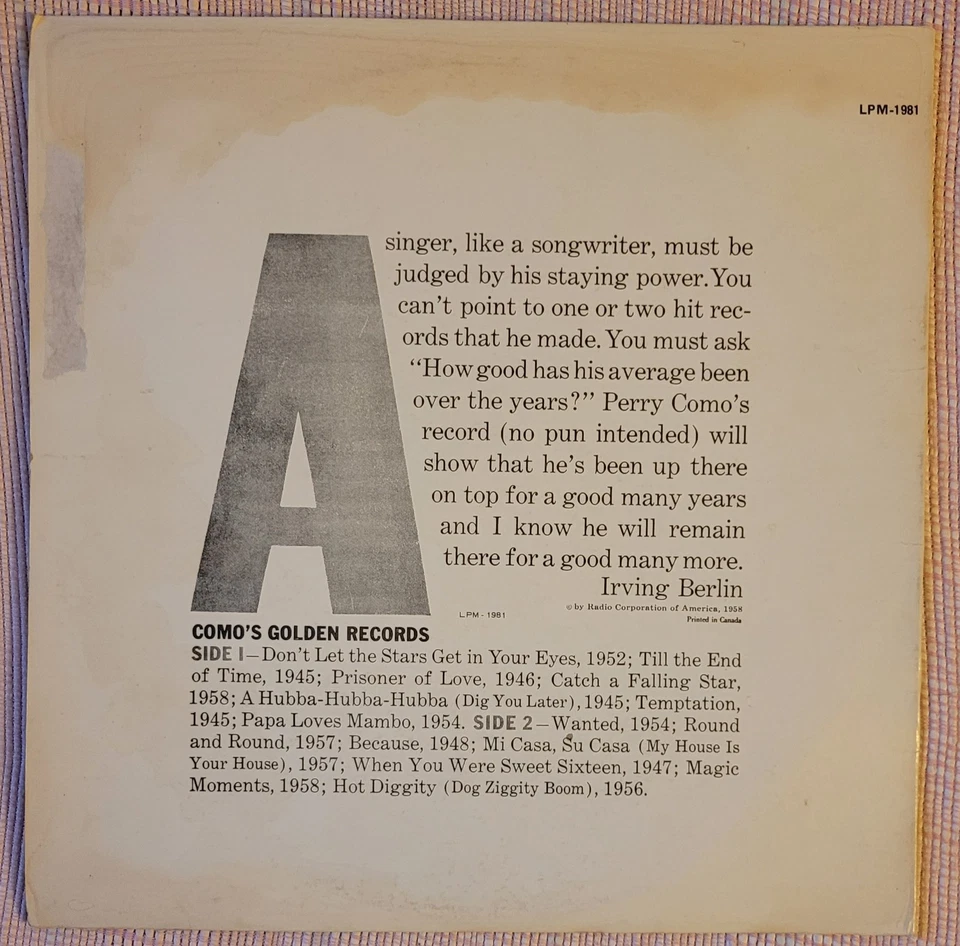 LPM-1981
A singer, like a songwriter, must be
judged by his staying power. You
can't point to one or two hit rec-
ords that he made. You must ask
“How good has his average been
over the years?” Perry Como's
record (no pun intended) will
show that he's been up there
on top for a good many years
and I know he will remain
there for a good many more.
Irving Berlin
© by Radio Corporation of America, 1958
LPM - 1981
Printed in Canada
COMO'S GOLDEN RECORDS
SIDE 1—Don't Let the Stars Get in Your Eyes, 1952; Till the End
of Time, 1945; Prisoner of Love, 1946; Catch a Falling Star,
1958; A Hubba-Hubba-Hubba (Dig You Later), 1945; Temptation,
1945; Papa Loves Mambo, 1954. SIDE 2—Wanted, 1954; Round
and Round, 1957; Because, 1948; Mi Casa, Su Casa (My House Is
Your House), 1957; When You Were Sweet Sixteen, 1947; Magic
Moments, 1958; Hot Diggity (Dog Ziggity Boom), 1956.